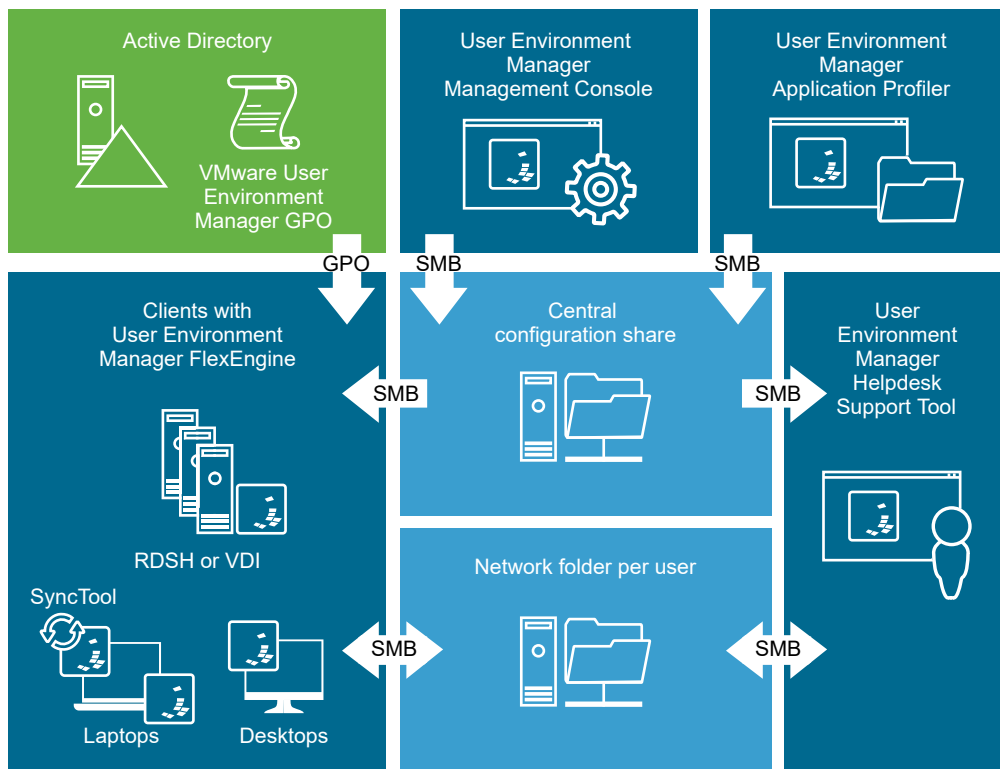 Active Directory
VMware User
Environment
Manager GPO
User Environment
Manager
Management Console
User Environment
Manager
Application Profiler
GPO
SMB
SMB
Clients with
User Environment
Manager FlexEngine
RDSH or VDI
SyncTool
Laptops
Desktops
SMB
Central
configuration share
SMB
User
Environment
Manager
Helpdesk
Support Tool
Network folder per user
SMB
SMB